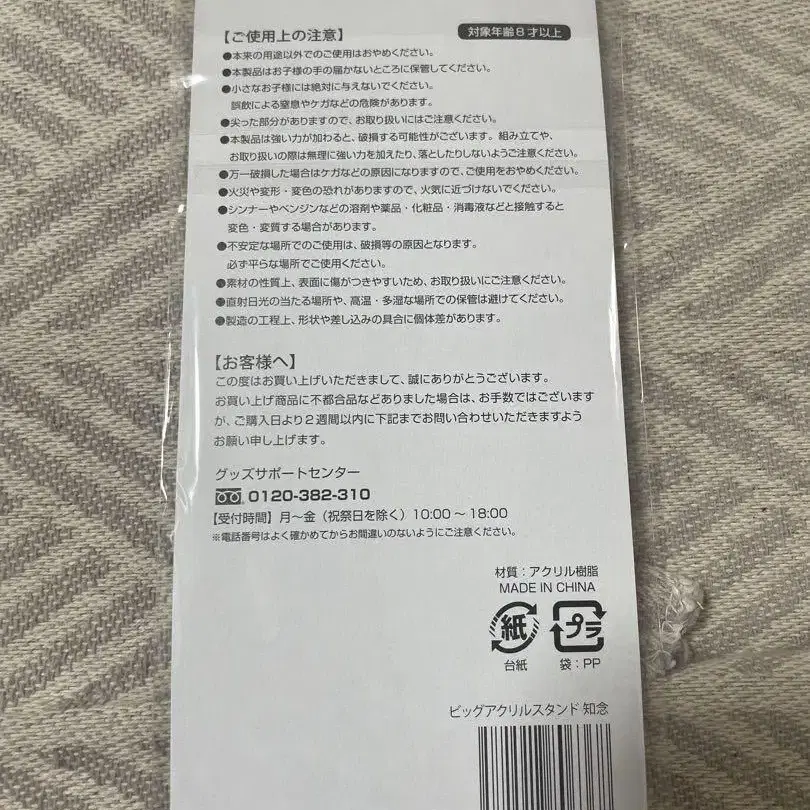 【ご使用上の注意】
対象年齢8才以上
●本来の用途以外でのご使用はおやめください。
●本製品はお子様の手の届かないところに保管してください。
●小さなお子様には絶対に与えないでください。
誤飲による窒息やケガなどの危険があります。
●尖った部分がありますので、お取り扱いにはご注意ください。
●本製品は強い力が加わると、破損する可能性がございます。組み立てや、
お取り扱いの際は無理に強い力を加えたり、落としたりしないようご注意ください。
●万一破損した場合はケガなどの原因になりますので、ご使用をおやめください。
●火災や変形・変色の恐れがありますので、火気に近づけないでください。
●シンナーやベンジンなどの溶剤や薬品・化粧品・消毒液などと接触すると
変色・変質する場合があります。
●不安定な場所でのご使用は、破損等の原因となります。
必ず平らな場所でご使用ください。
●素材の性質上、表面に傷がつきやすいため、お取り扱いにご注意ください。
●直射日光の当たる場所や、高温・多湿な場所での保管は避けてください。
●製造の工程上、形状や差し込みの具合に個体差があります。
【お客様へ】
この度はお買い上げいただきまして、誠にありがとうございます。
お買い上げ商品に不都合品などありました場合は、お手数ではございます
が、ご購入日より2週間以内に下記までお問い合わせいただきますよう
お願い申し上げます。
グッズサポートセンター
0120-382-310
【受付時間】月～金（祝祭日を除く）10:00～18:00
※電話番号はよく確かめてからお間違いのないようにご注意ください。
材質：アクリル樹脂
MADE IN CHINA
紙 プラ
台紙 袋：PP
ビッグアクリルスタンド 知念